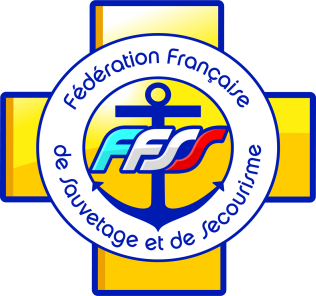 Fédération Française
FFSS
de Sauvetage et de Secourisme